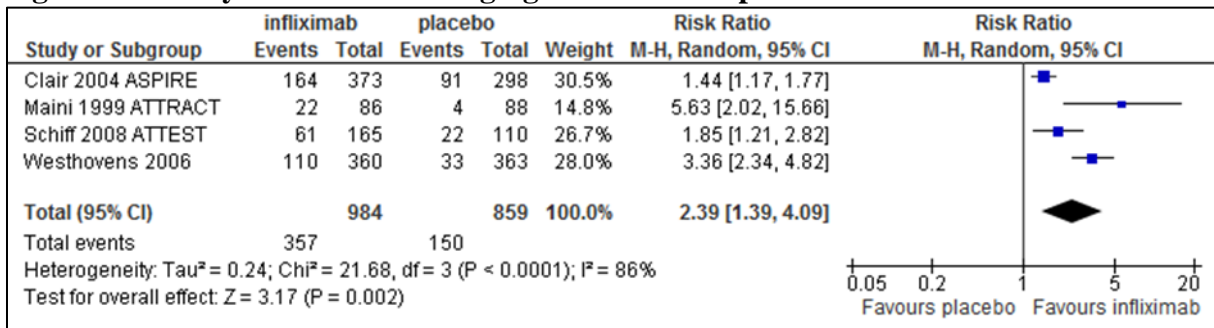 infliximab placebo Risk Ratio Risk Ratio
Study or Subgroup Events Total Events Total Weight M-H, Random, 95% CI M-H, Random, 95% CI
Clair 2004 ASPIRE 164 373 91 298 30.5% 1.44 [1.17, 1.77]
Maini 1999 ATTRACT 22 86 4 88 14.8% 5.63 [2.02, 15.66]
Schiff 2008 ATTEST 61 165 22 110 26.7% 1.85 [1.21, 2.82]
Westhovens 2006 110 360 33 363 28.0% 3.36 [2.34, 4.82]
Total (95% CI) 984 859 100.0% 2.39 [1.39, 4.09]
Total events 357 150
Heterogeneity: Tau² = 0.24; Chi² = 21.68, df = 3 (P < 0.0001); I² = 86%
Test for overall effect: Z = 3.17 (P = 0.002)
0.05 0.2 1 5 20
Favours placebo Favours infliximab